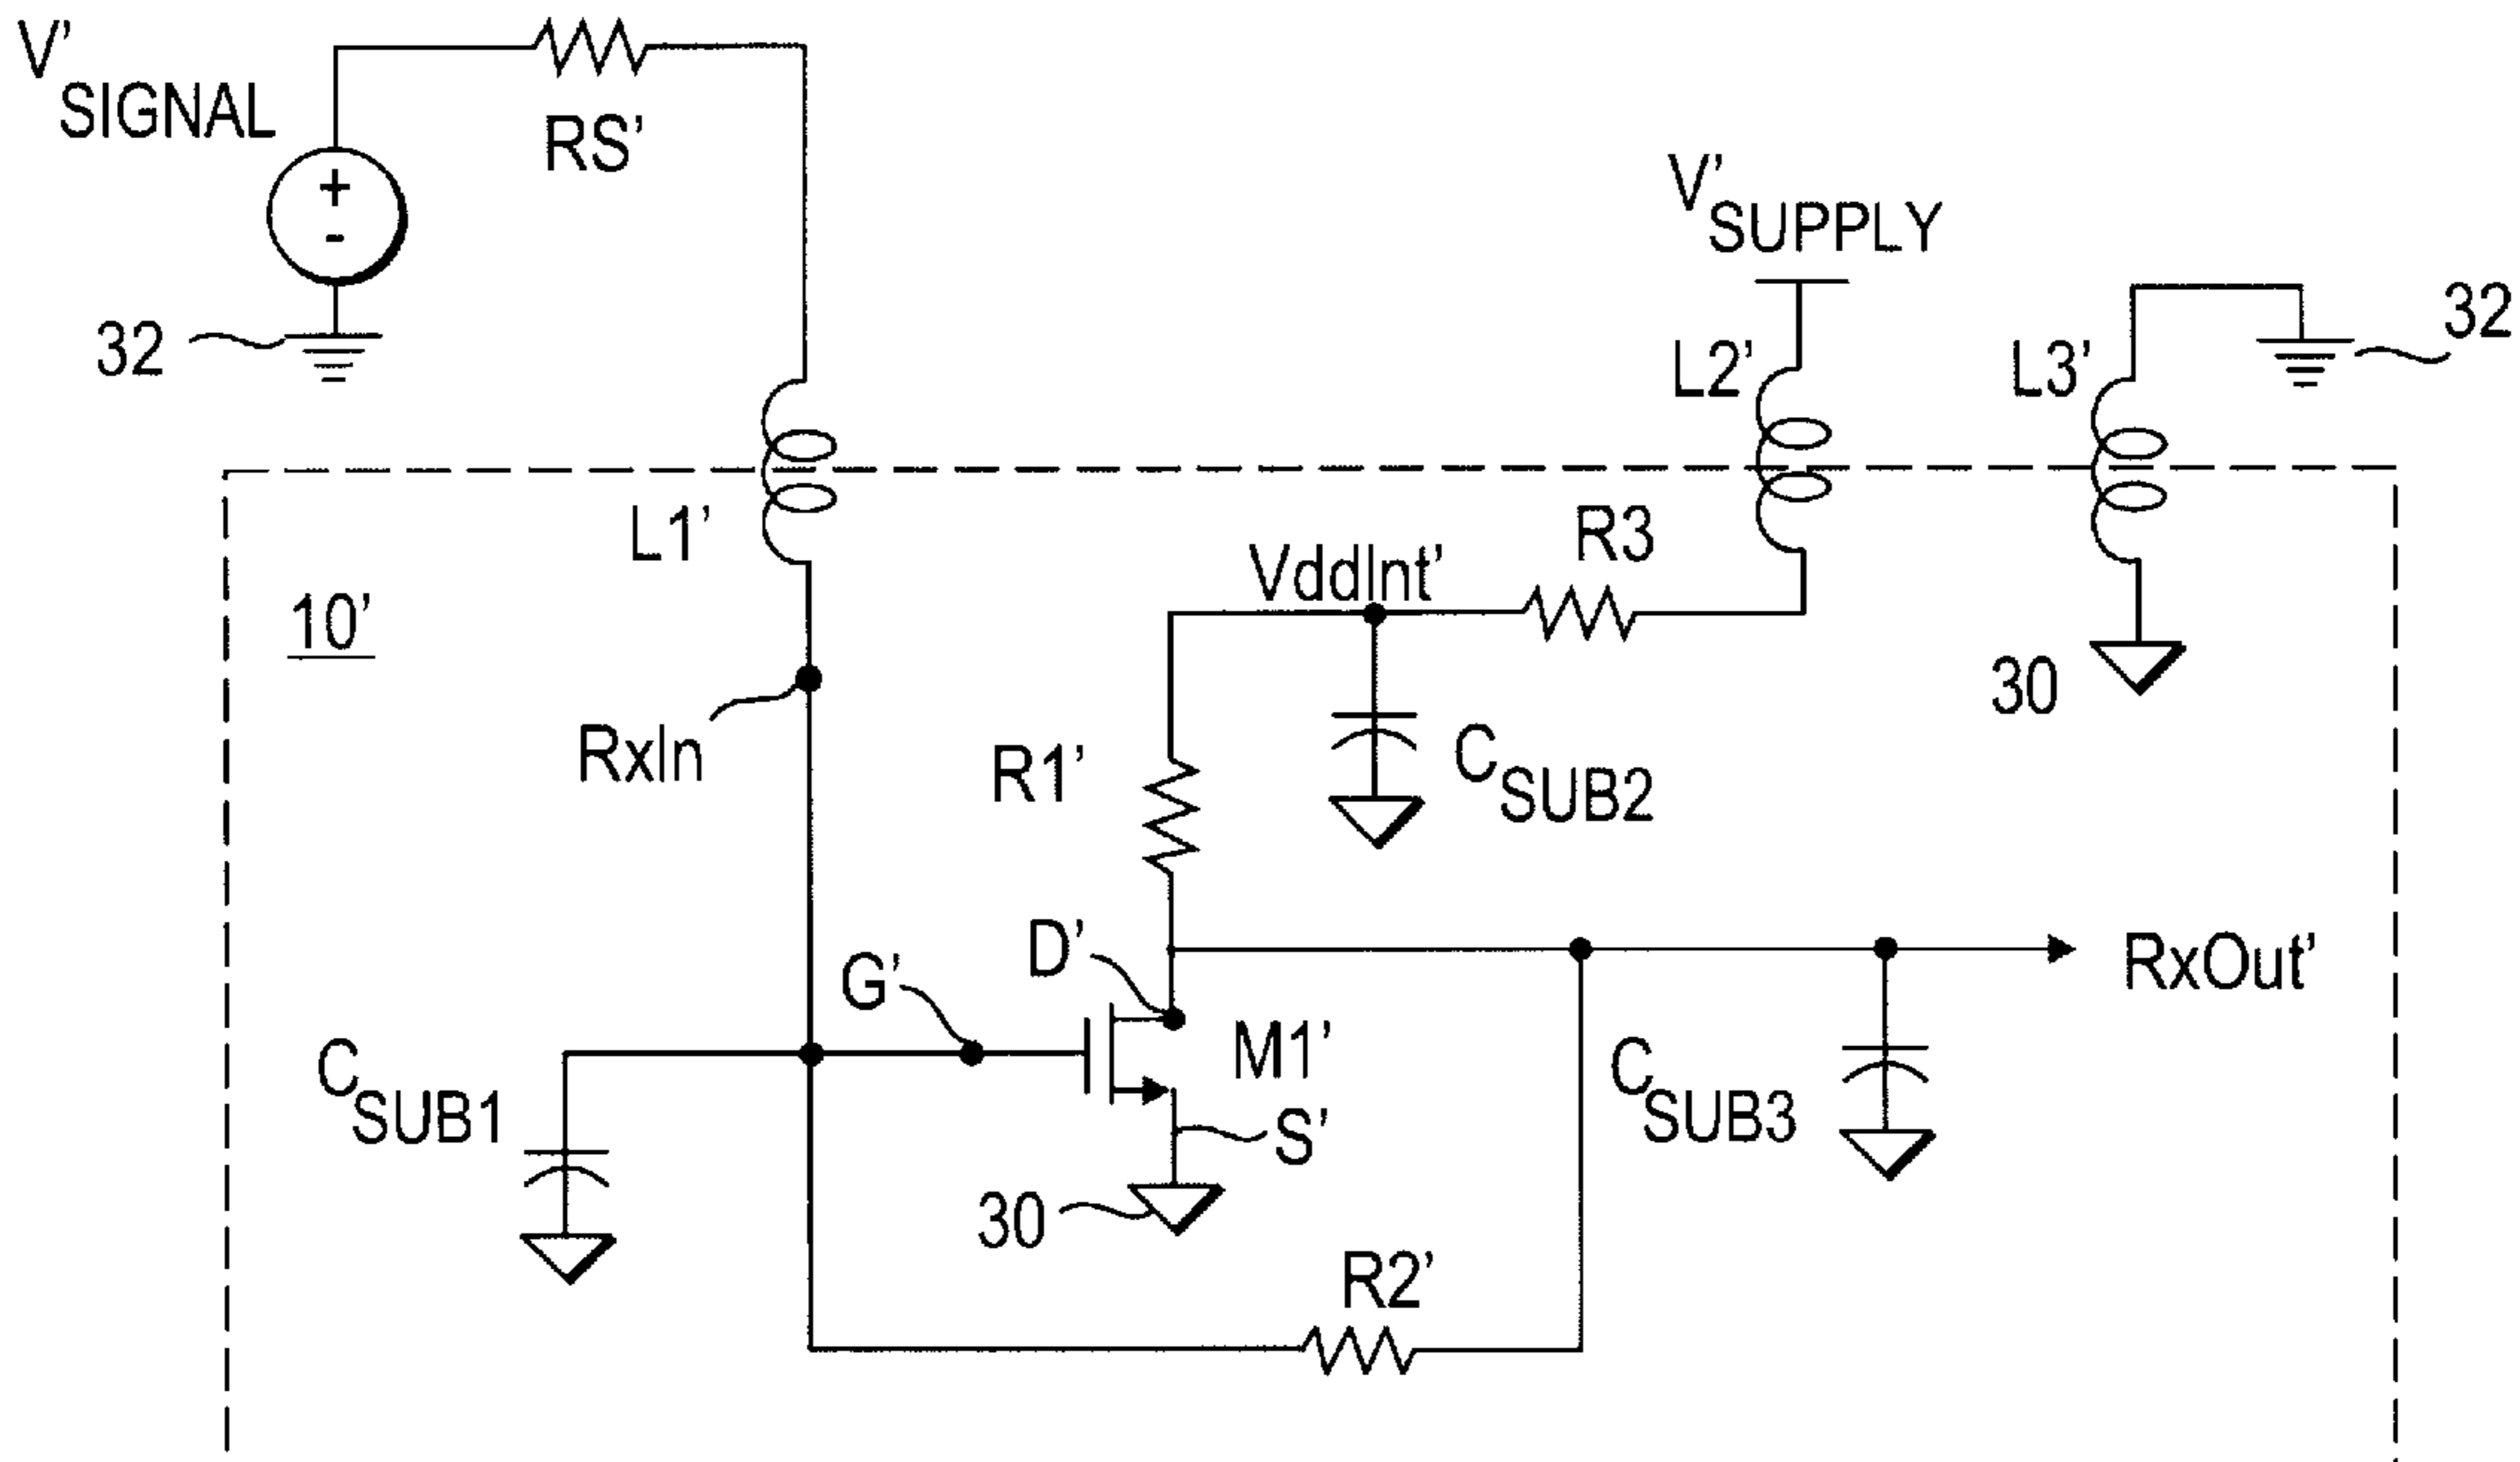 V'SIGNAL
RS'
32
V'SUPPLY
32
L2'
L3'
L1'
R3
VddInt'
10'
30
RxIn
R1'
CSUB2
D'
G'
RxOut'
M1'
CSUB1
CSUB3
S'
30
R2'
+
-